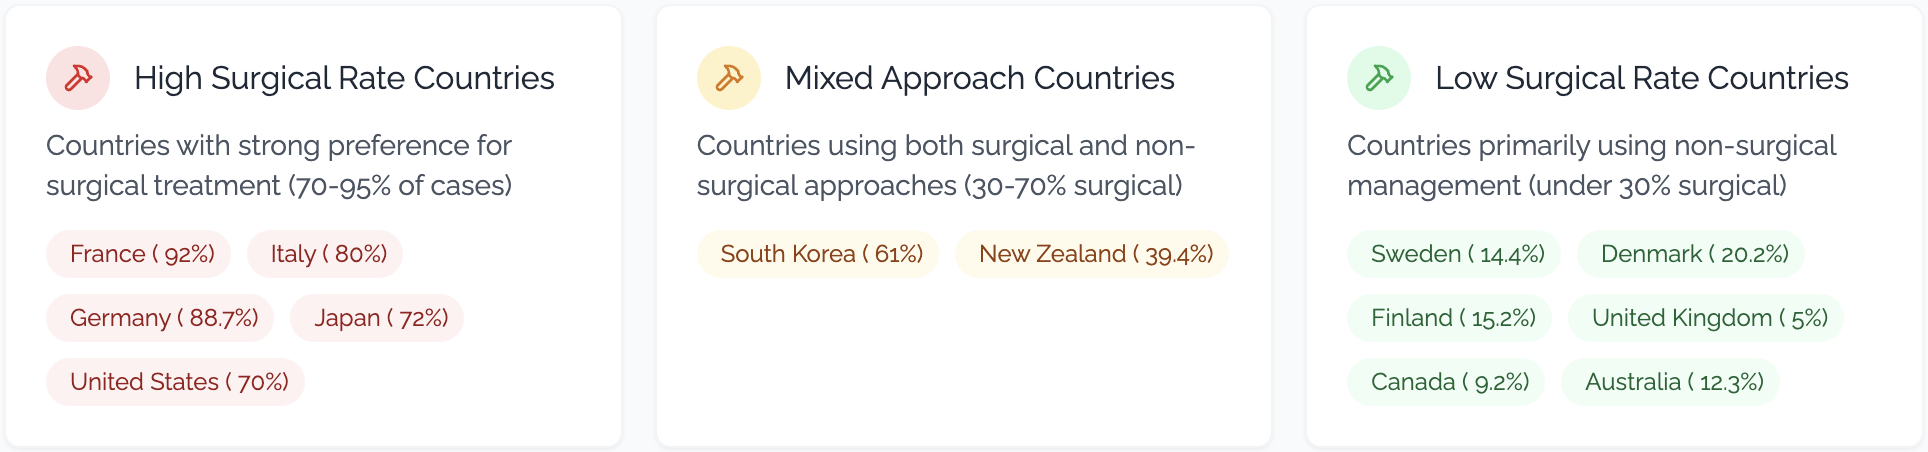 High Surgical Rate Countries
Countries with strong preference for
surgical treatment (70-95% of cases)
France ( 92%)
Italy ( 80%)
Germany ( 88.7%)
Japan ( 72%)
United States ( 70%)
Mixed Approach Countries
Countries using both surgical and non-
surgical approaches (30-70% surgical)
South Korea ( 61%)
New Zealand ( 39.4%)
Low Surgical Rate Countries
Countries primarily using non-surgical
management (under 30% surgical)
Sweden ( 14.4%)
Denmark ( 20.2%)
Finland ( 15.2%)
United Kingdom ( 5%)
Canada ( 9.2%)
Australia ( 12.3%)